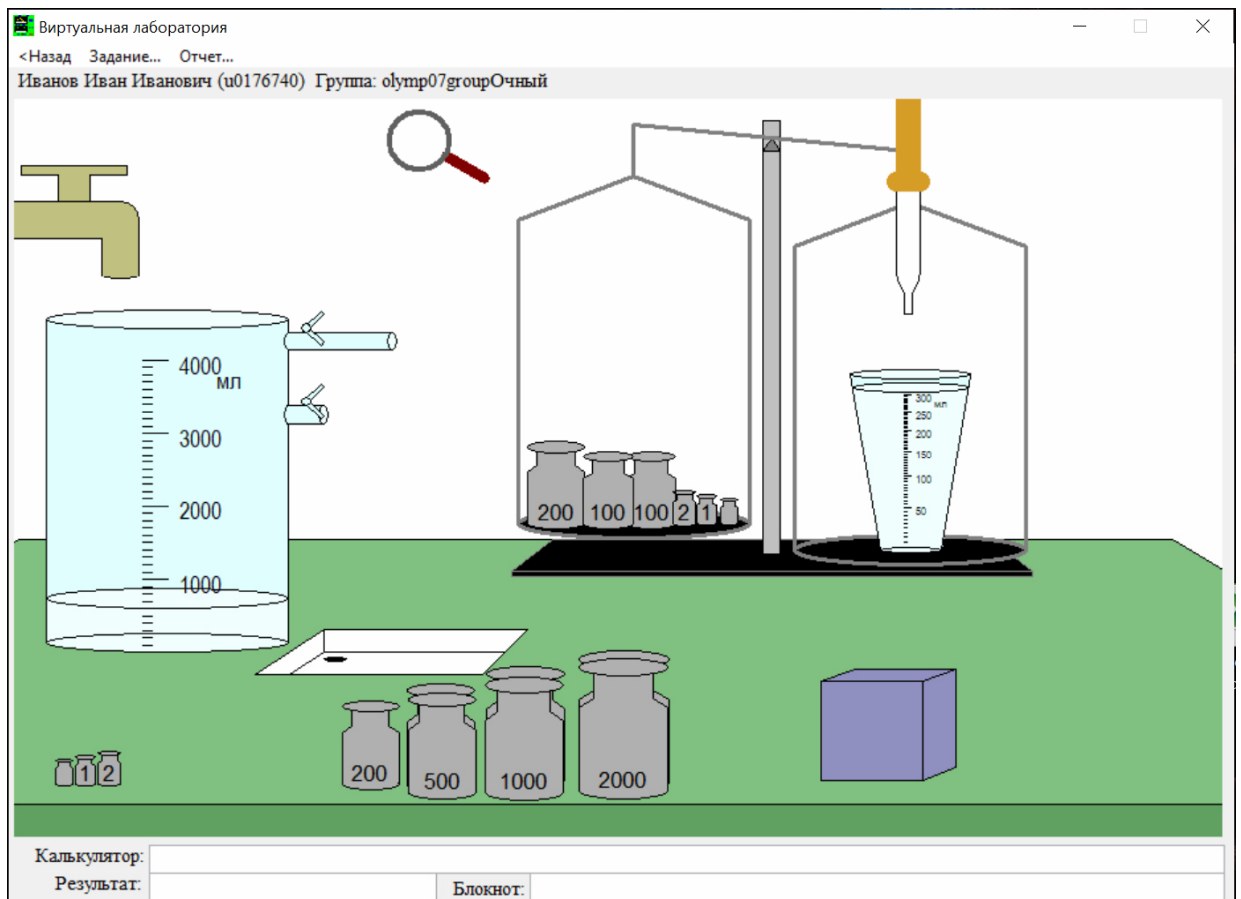 Виртуальная лаборатория
<Назад Задание... Отчет...
Иванов Иван Иванович (u0176740) Группа: olymp07groupОчный
4000
мл
3000
2000
1000
300 мл
250
200
150
100
50
200 100 100 2 1
1 2
200 500 1000 2000
Калькулятор:
Результат: Блокнот: